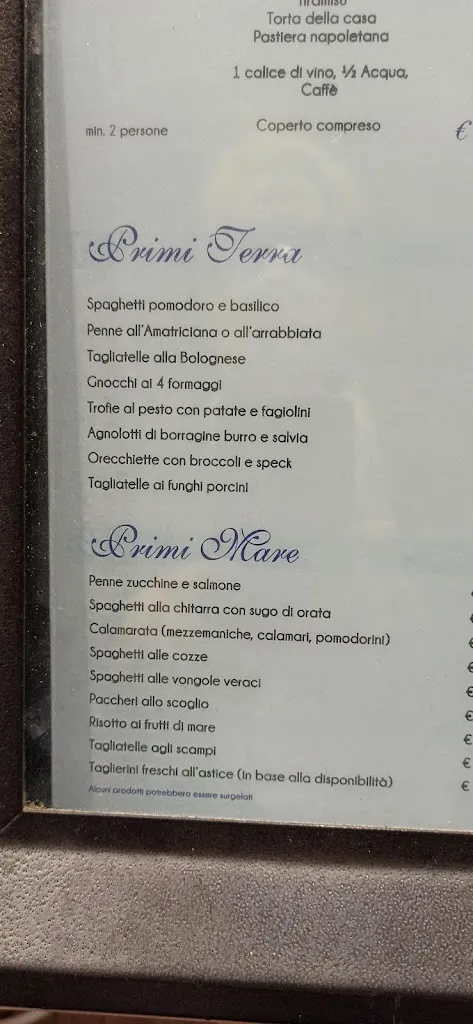 Tiramisù
Torta della casa
Pastiera napoletana
1 calice di vino, ½ Acqua,
Caffè
min. 2 persone Coperto compreso €
Primi Terra
Spaghetti pomodoro e basilico
Penne all'Amatriciana o all'arrabbiata
Tagliatelle alla Bolognese
Gnocchi ai 4 formaggi
Trofie al pesto con patate e fagiolini
Agnolotti di borragine burro e salvia
Orecchiette con broccoli e speck
Tagliatelle ai funghi porcini
Primi Mare
Penne zucchine e salmone
Spaghetti alla chitarra con sugo di orata
Calamarata (mezzemaniche, calamari, pomodorini) €
Spaghetti alle cozze €
Spaghetti alle vongole veraci €
Paccheri allo scoglio €
Risotto ai frutti di mare €
Tagliatelle agli scampi €
Taglierini freschi all'astice (in base alla disponibilità) €
Alcuni prodotti potrebbero essere surgelati